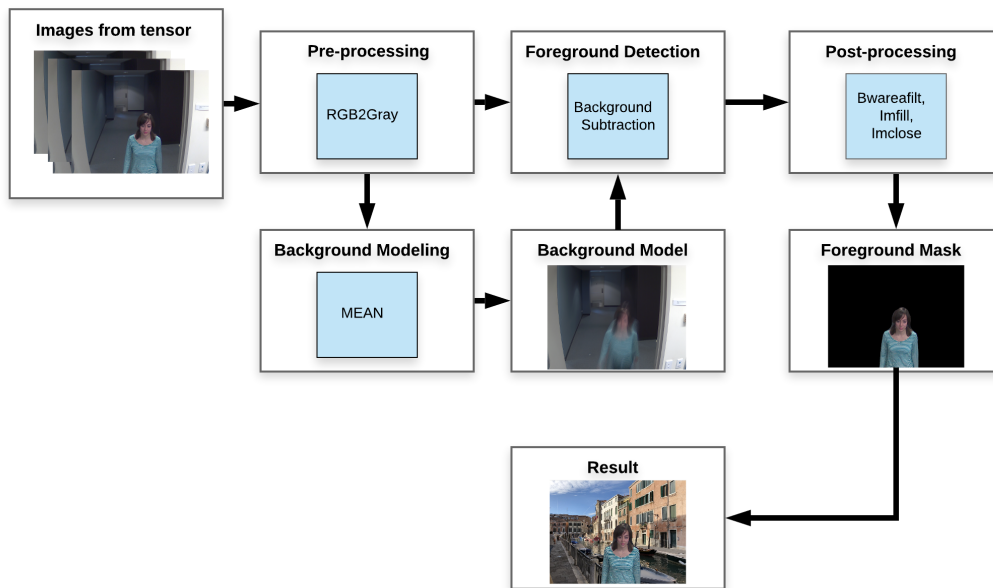 Images from tensor
Pre-processing
RGB2Gray
Foreground Detection
Background
Subtraction
Post-processing
Bwareafilt,
Imfill,
Imclose
Background Modeling
MEAN
Background Model
Foreground Mask
Result